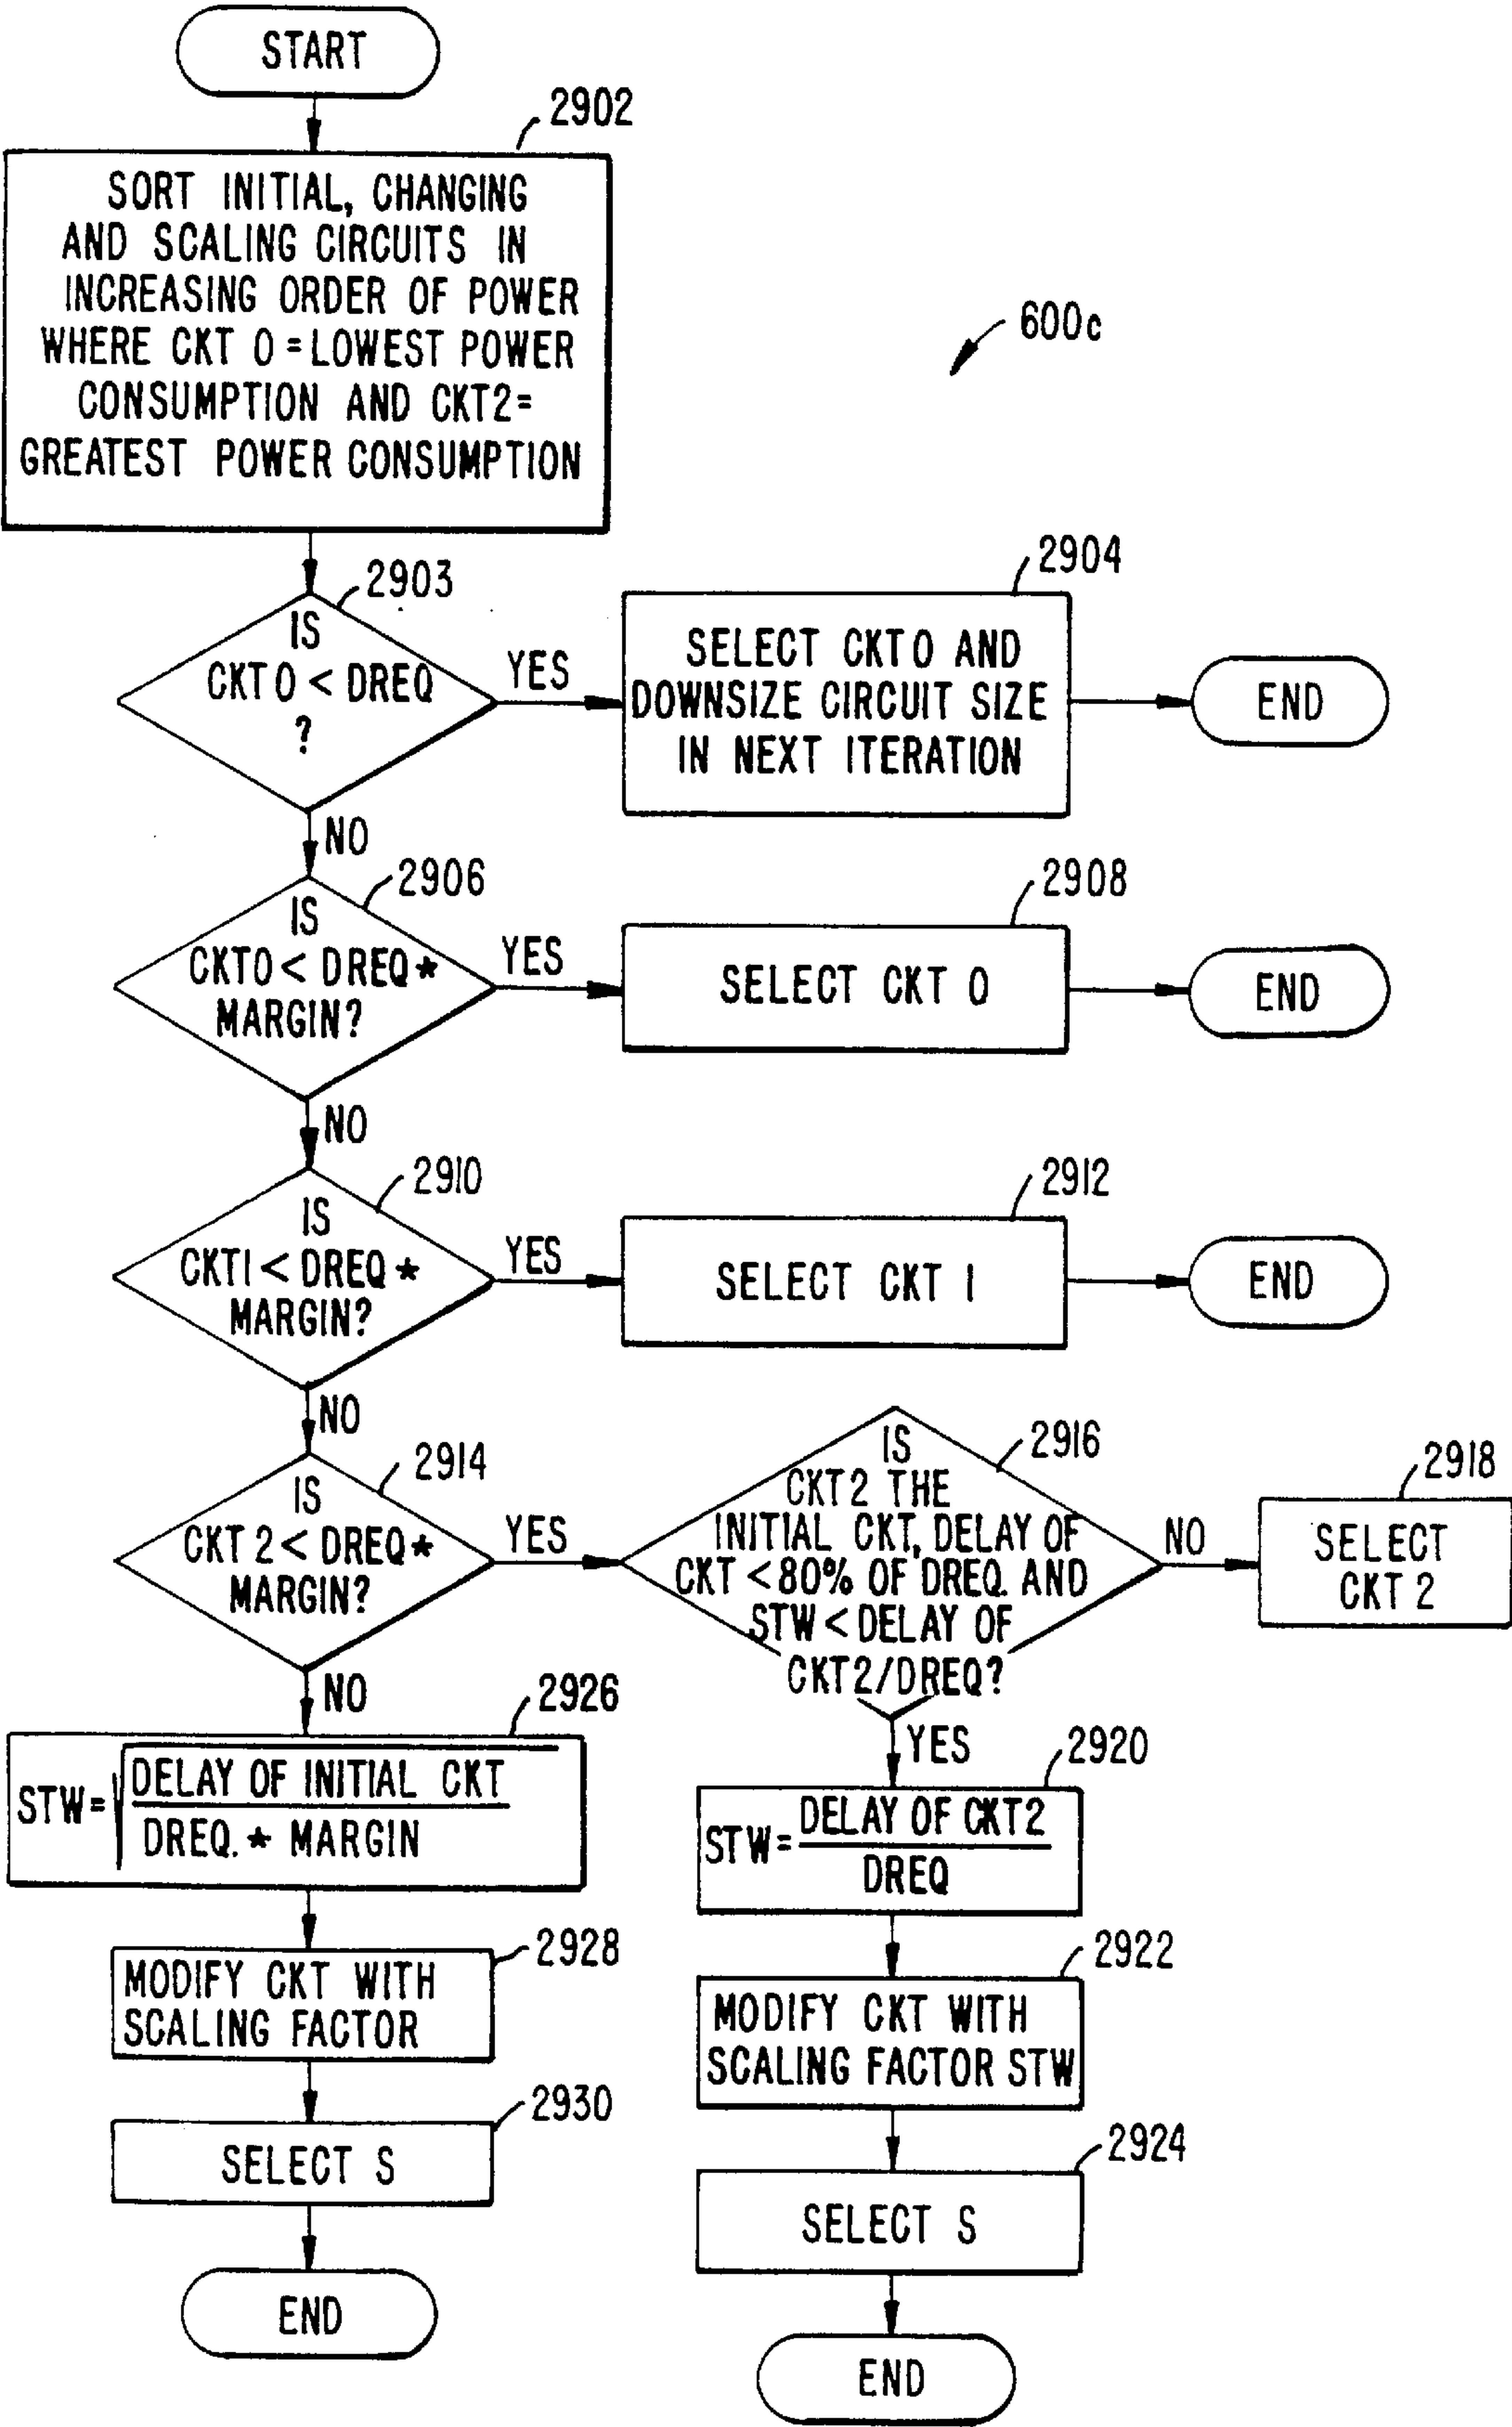 START
2902
SORT INITIAL, CHANGING
AND SCALING CIRCUITS IN
INCREASING ORDER OF POWER
WHERE CKT 0 = LOWEST POWER
CONSUMPTION AND CKT2 =
GREATEST POWER CONSUMPTION
600c
2903
IS
CKT 0 < DREQ
?
YES
2904
SELECT CKT 0 AND
DOWNSIZE CIRCUIT SIZE
IN NEXT ITERATION
END
NO
2906
IS
CKT0 < DREQ *
MARGIN?
YES
2908
SELECT CKT 0
END
NO
2910
IS
CKT1 < DREQ *
MARGIN?
YES
2912
SELECT CKT 1
END
NO
2914
IS
CKT 2 < DREQ *
MARGIN?
YES
2916
IS
CKT2 THE
INITIAL CKT, DELAY OF
CKT < 80% OF DREQ. AND
STW < DELAY OF
CKT2/DREQ?
NO
2918
SELECT
CKT 2
NO
2926
STW = √ DELAY OF INITIAL CKT
DREQ. * MARGIN
2928
MODIFY CKT WITH
SCALING FACTOR
2930
SELECT S
END
YES
2920
STW = DELAY OF CKT2
DREQ
2922
MODIFY CKT WITH
SCALING FACTOR STW
2924
SELECT S
END